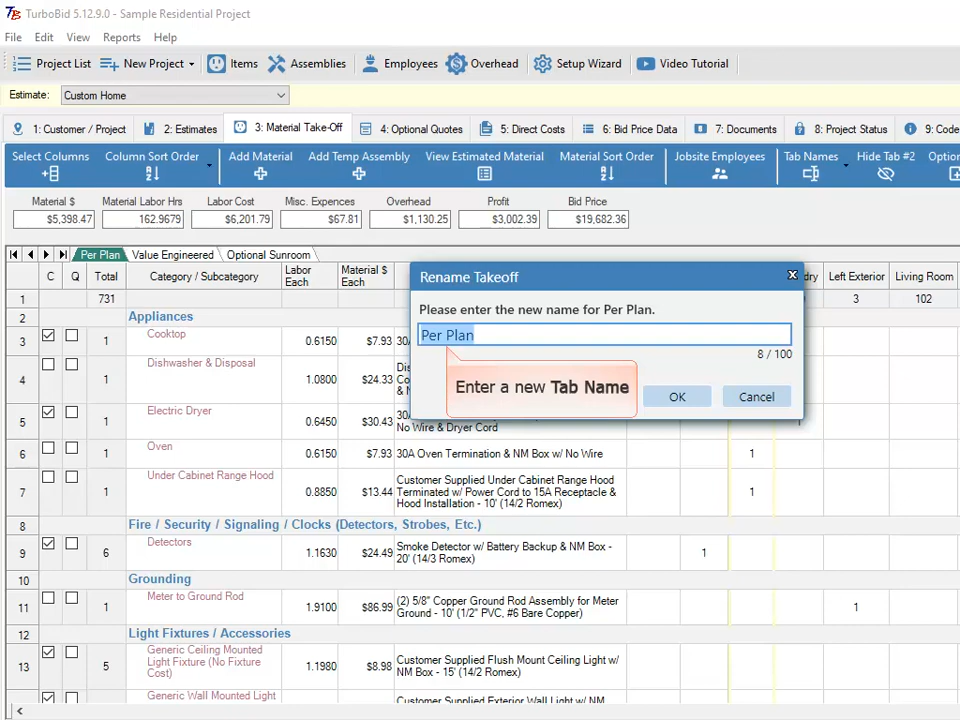 TurboBid 5.12.9.0 - Sample Residential Project
File Edit View Reports Help
Project List New Project Items Assemblies Employees Overhead Setup Wizard Video Tutorial
Estimate: Custom Home
1: Customer / Project 2: Estimates 3: Material Take-Off 4: Optional Quotes 5: Direct Costs 6: Bid Price Data 7: Documents 8: Project Status 9: Code
Select Columns Column Sort Order Add Material Add Temp Assembly View Estimated Material Material Sort Order Jobsite Employees Tab Names Hide Tab #2 Option
Material $ Material Labor Hrs Labor Cost Misc. Expences Overhead Profit Bid Price
$5,398.47 162.9679 $6,201.79 $67.81 $1,130.25 $3,002.39 $19,682.36
Per Plan Value Engineered Optional Sunroom
C Q Total Category / Subcategory Labor Each Material $ Each Left Exterior Living Room
1 731 3 102
2 Appliances
3 1 Cooktop 0.6150 $7.93
4 1 Dishwasher & Disposal 1.0800 $24.33
5 1 Electric Dryer 0.6450 $30.43
No Wire & Dryer Cord
6 1 Oven 0.6150 $7.93 30A Oven Termination & NM Box w/ No Wire 1
7 1 Under Cabinet Range Hood 0.8850 $13.44 Customer Supplied Under Cabinet Range Hood
Terminated w/ Power Cord to 15A Receptacle & 1
Hood Installation - 10' (14/2 Romex)
8 Fire / Security / Signaling / Clocks (Detectors, Strobes, Etc.)
9 6 Detectors 1.1630 $24.49 Smoke Detector w/ Battery Backup & NM Box - 1
20' (14/3 Romex)
10 Grounding
11 1 Meter to Ground Rod 1.9100 $86.99 (2) 5/8" Copper Ground Rod Assembly for Meter 1
Ground - 10' (1/2" PVC, #6 Bare Copper)
12 Light Fixtures / Accessories
13 5 Generic Ceiling Mounted
Light Fixture (No Fixture
Cost) 1.1980 $8.98 Customer Supplied Flush Mount Ceiling Light w/
NM Box - 15' (14/2 Romex)
Generic Wall Mounted Light Customer Supplied Exterior Wall Light w/ NM
Rename Takeoff
Please enter the new name for Per Plan.
Per Plan
8 / 100
Enter a new Tab Name
OK Cancel